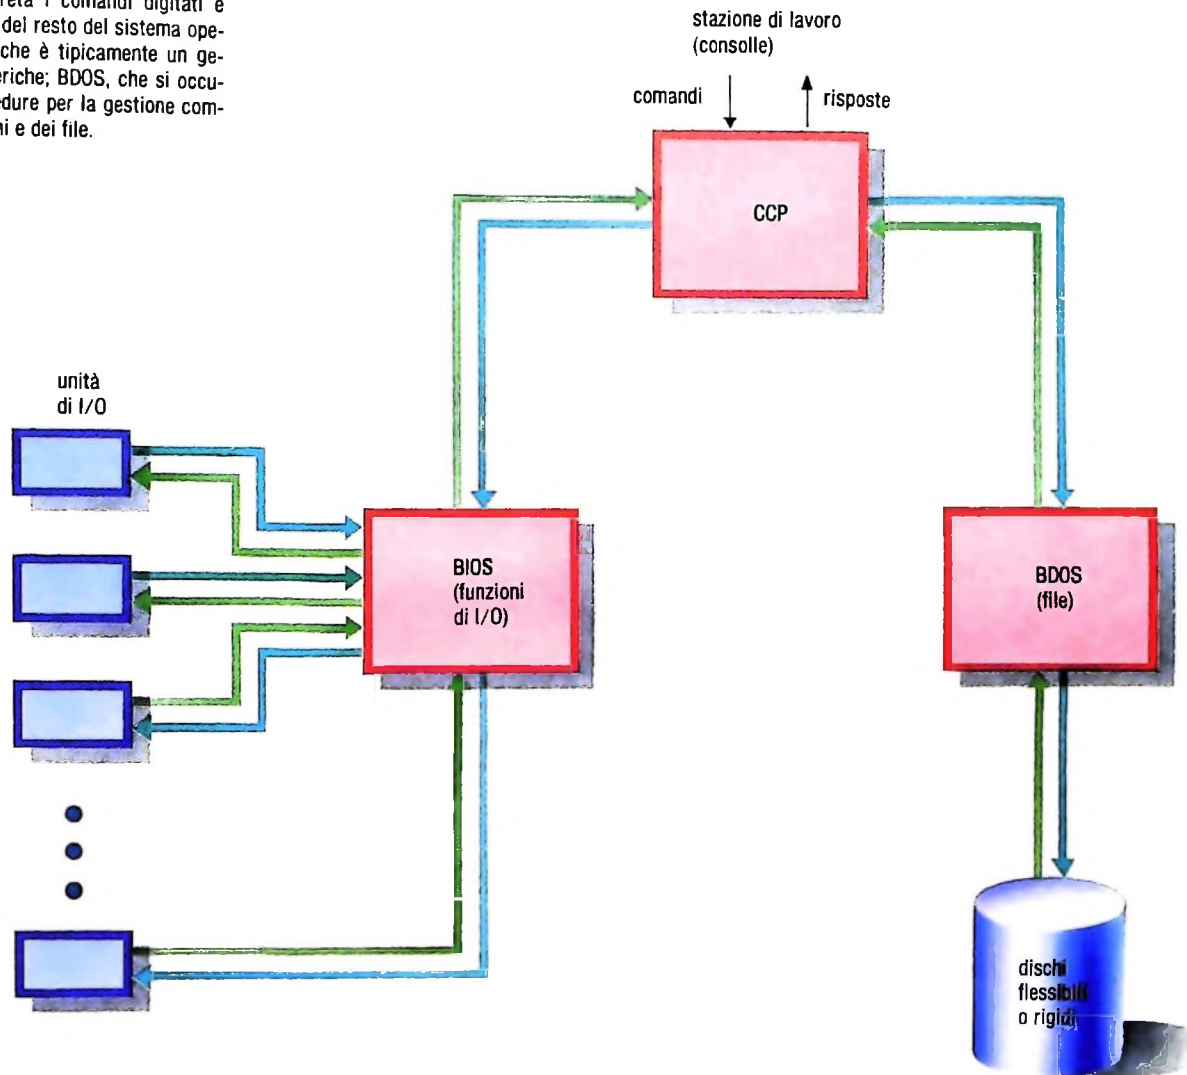 i comandi digitati e
del resto del sistema ope-
che è tipicamente un ge-
eriche; BDOS, che si occu-
edure per la gestione com-
ni e dei file.
stazione di lavoro
(consolle)
comandi
risposte
CCP
unità
di I/O
BIOS
(funzioni
di I/O)
BDOS
(file)
dischi
flessibili
o rigidi